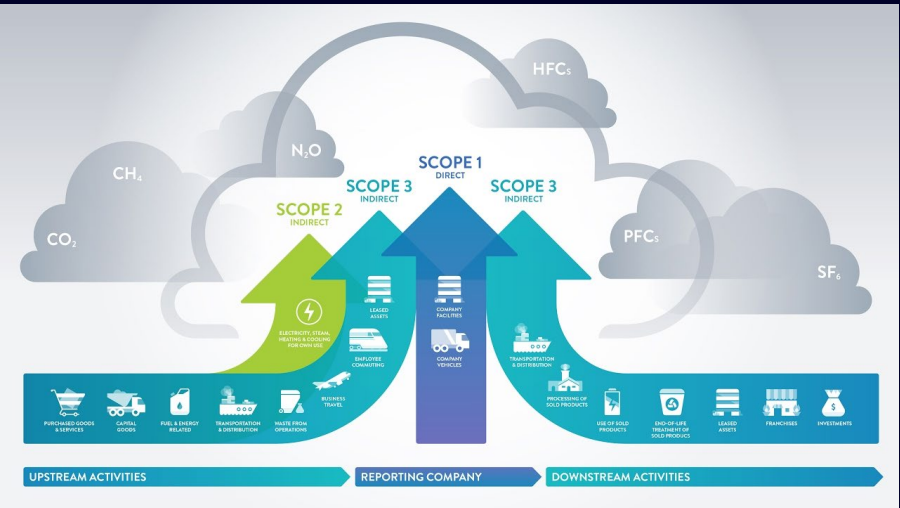 HFCs
N₂O
CH₄
CO₂
PFCs
SF₆
SCOPE 1
DIRECT
SCOPE 3
INDIRECT
SCOPE 3
INDIRECT
SCOPE 2
INDIRECT
ELECTRICITY, STEAM,
HEATING & COOLING
FOR OWN USE
LEASED
ASSETS
EMPLOYEE
COMMUTING
BUSINESS
TRAVEL
COMPANY
FACILITIES
COMPANY
VEHICLES
TRANSPORTATION
& DISTRIBUTION
PROCESSING OF
SOLD PRODUCTS
PURCHASED GOODS
& SERVICES
CAPITAL
GOODS
FUEL & ENERGY
RELATED
TRANSPORTATION
& DISTRIBUTION
WASTE FROM
OPERATIONS
USE OF SOLD
PRODUCTS
END-OF-LIFE
TREATMENT OF
SOLD PRODUCS
LEASED
ASSETS
FRANCHISES
INVESTMENTS
UPSTREAM ACTIVITIES
REPORTING COMPANY
DOWNSTREAM ACTIVITIES